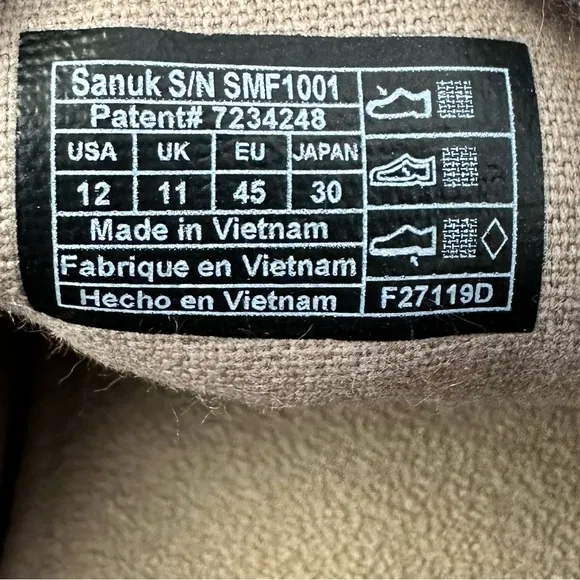 Sanuk S/N SMF1001
Patent# 7234248
USA UK EU JAPAN
12 11 45 30
Made in Vietnam
Fabrique en Vietnam
Hecho en Vietnam
F27119D